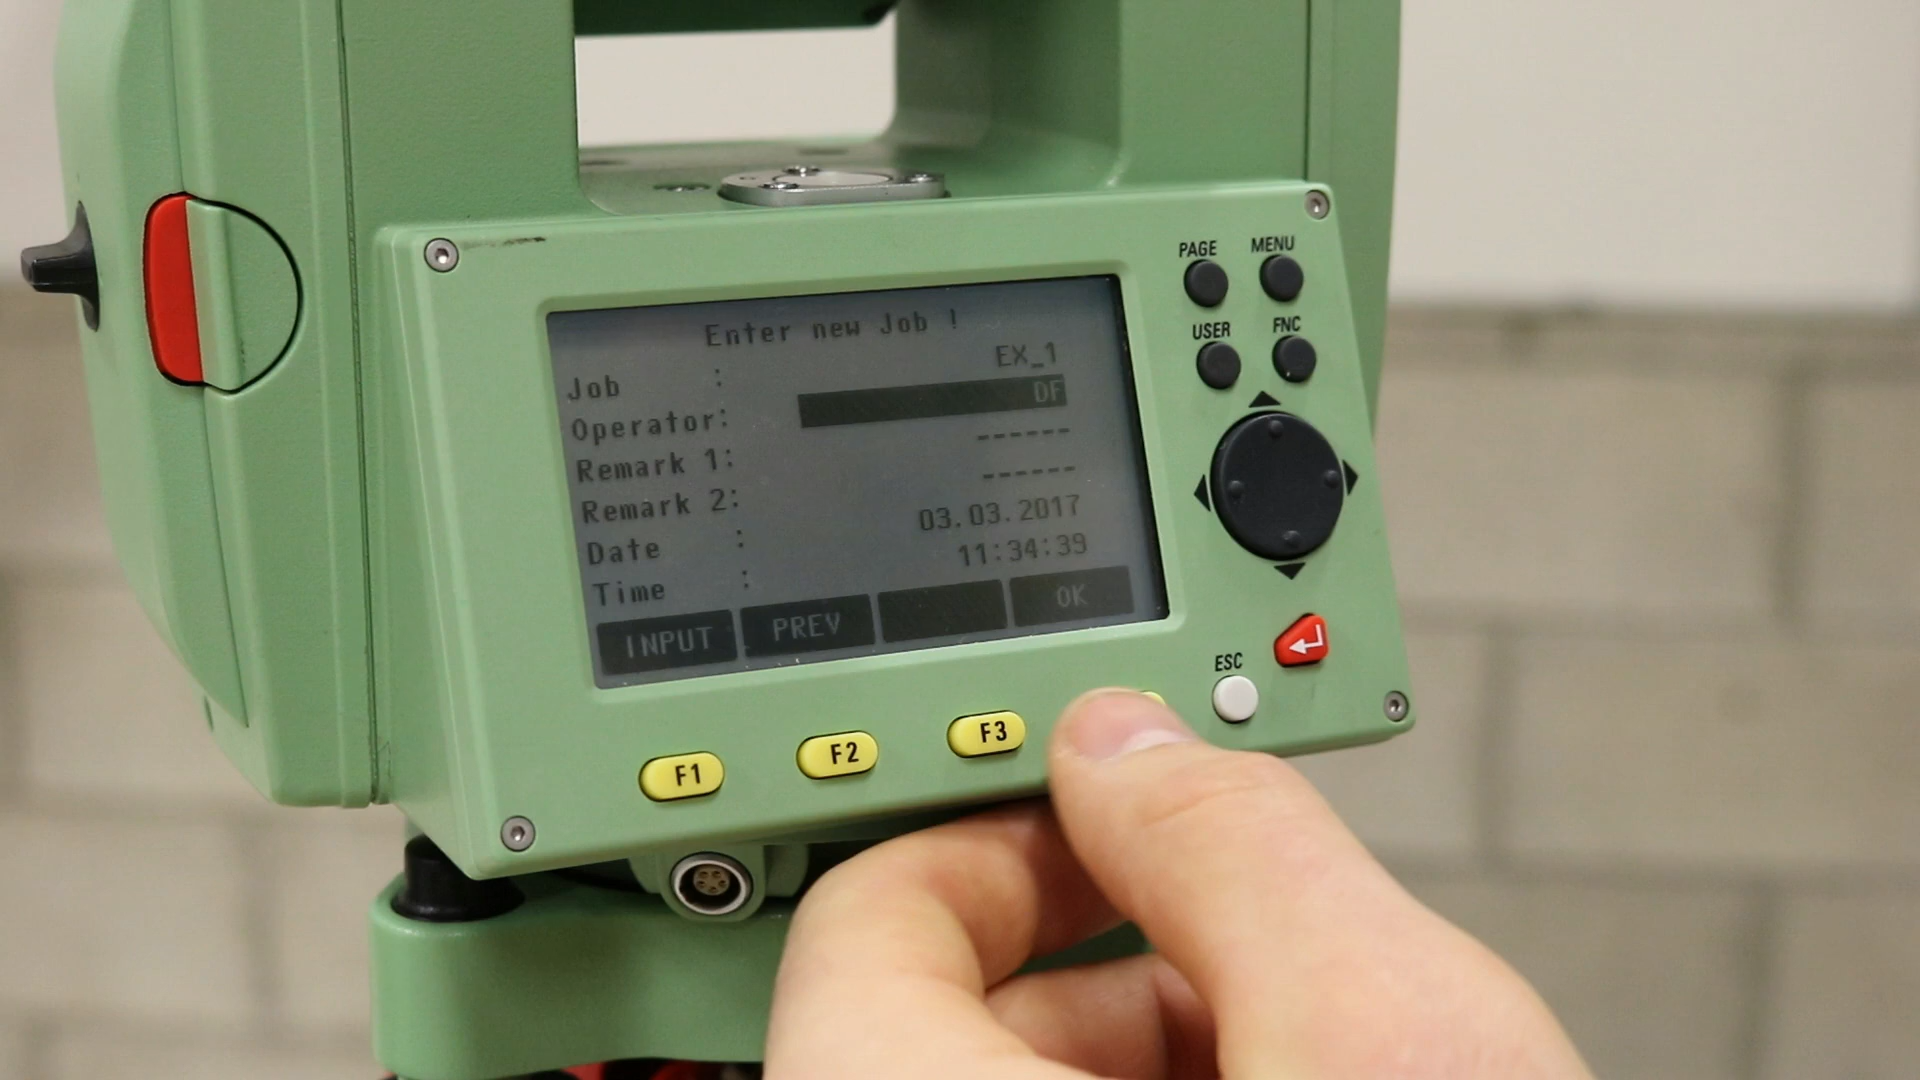 Enter new Job !
Job : EX_1
Operator: DF
Remark 1: ------
Remark 2: ------
Date : 03.03.2017
Time : 11:34:39
INPUT PREV OK
PAGE MENU
USER FNC
ESC
F1 F2 F3